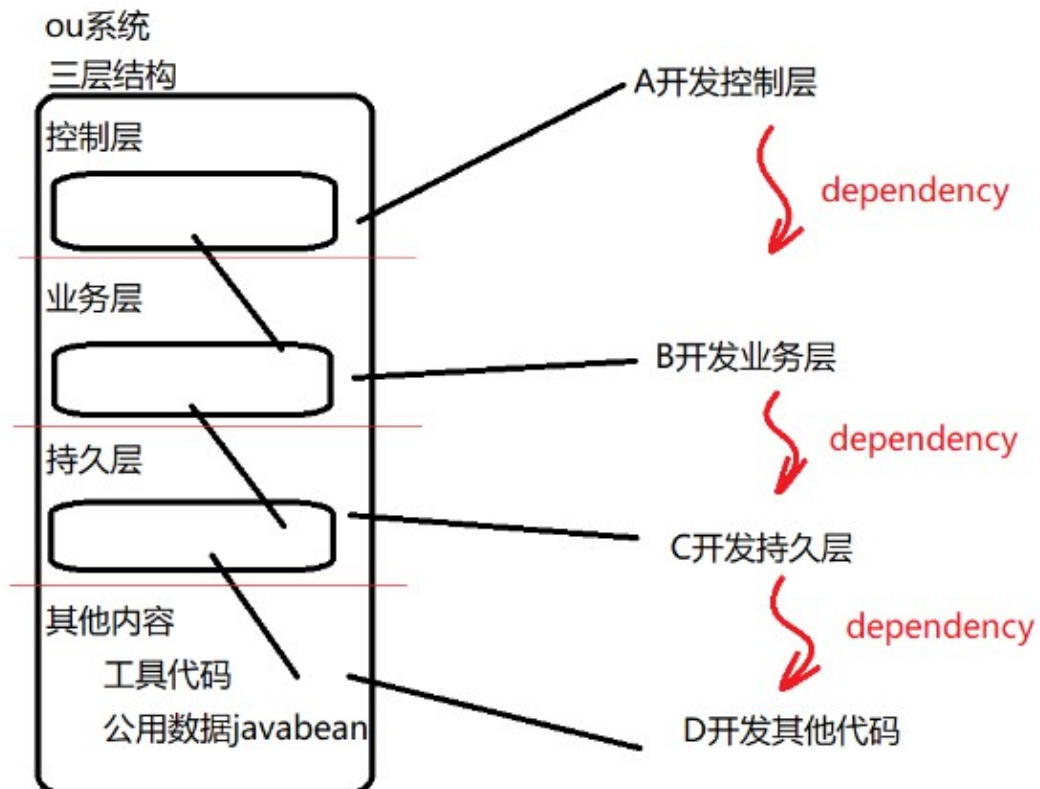 ou系统
三层结构
控制层
业务层
持久层
其他内容
工具代码
公用数据javabean
A开发控制层
dependency
B开发业务层
dependency
C开发持久层
dependency
D开发其他代码